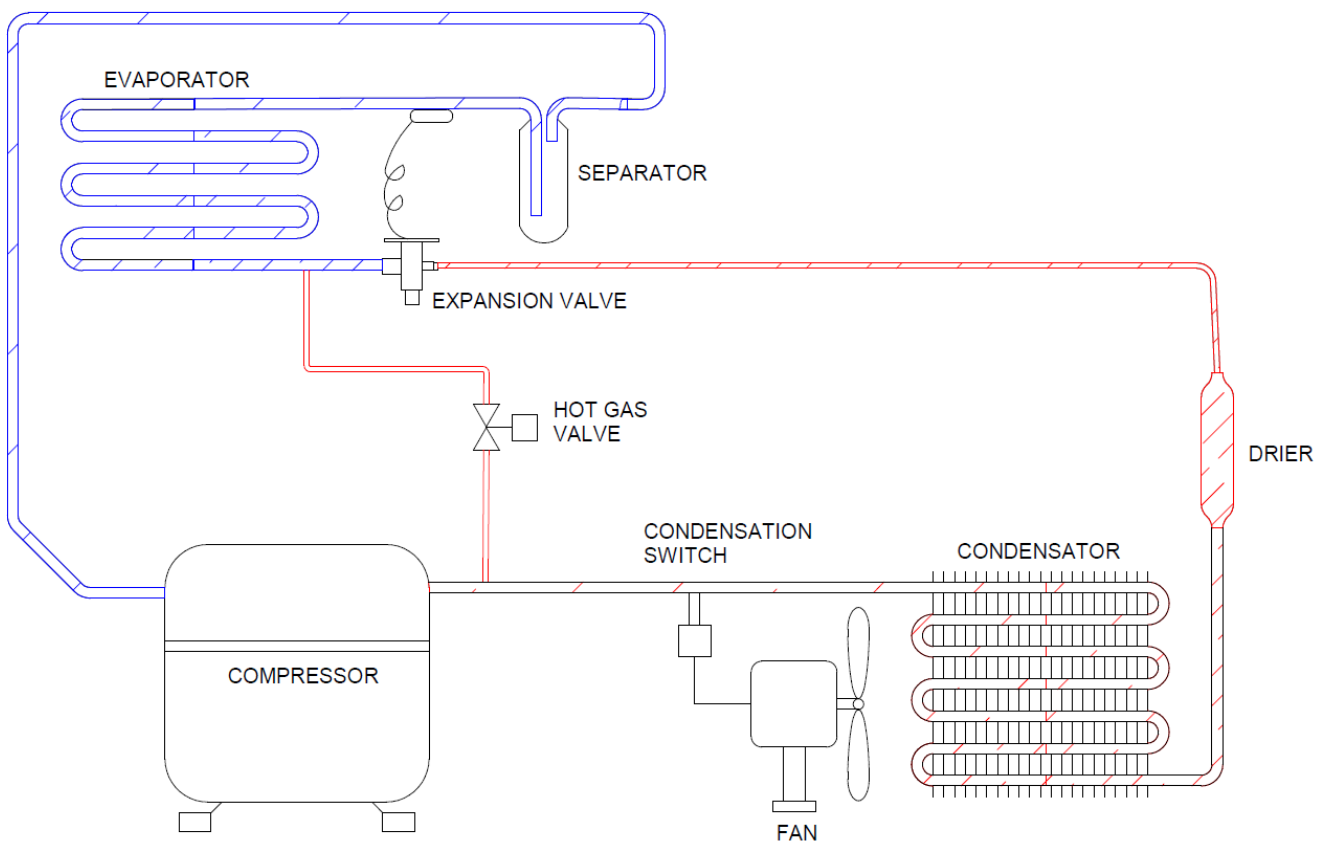 EVAPORATOR
SEPARATOR
EXPANSION VALVE
HOT GAS
VALVE
DRIER
CONDENSATION
SWITCH
CONDENSATOR
COMPRESSOR
FAN